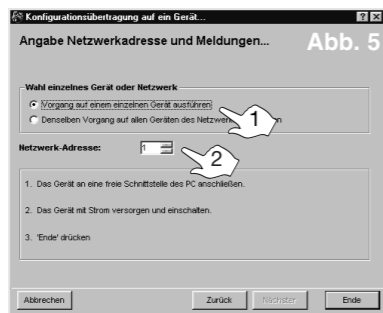 Konfigurationsübertragung auf ein Gerät...
Angabe Netzwerkadresse und Meldungen...
Abb. 5
Wahl einzelnes Gerät oder Netzwerk
Vorgang auf einem einzelnen Gerät ausführen
1
Denselben Vorgang auf allen Geräten des
Netzwerk-Adresse:
1
2
1. Das Gerät an eine freie Schnittstelle des PC anschließen.
2. Das Gerät mit Strom versorgen und einschalten.
3. 'Ende' drücken
Abbrechen
Zurück
Nächster
Ende